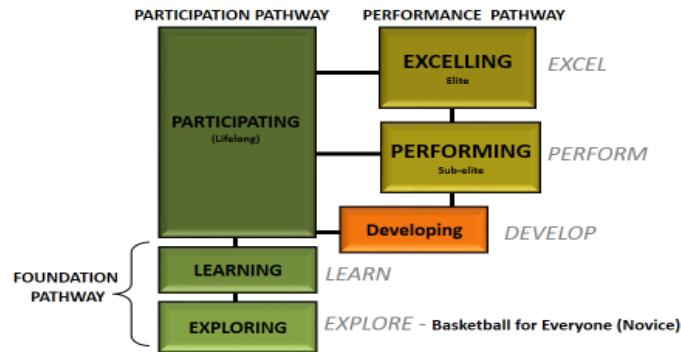 PARTICIPATION PATHWAY
PERFORMANCE PATHWAY
EXCELLING
Elite
EXCEL
PARTICIPATING
(Lifelong)
PERFORMING
Sub-elite
PERFORM
Developing
DEVELOP
FOUNDATION
PATHWAY
LEARNING
LEARN
EXPLORING
EXPLORE - Basketball for Everyone (Novice)